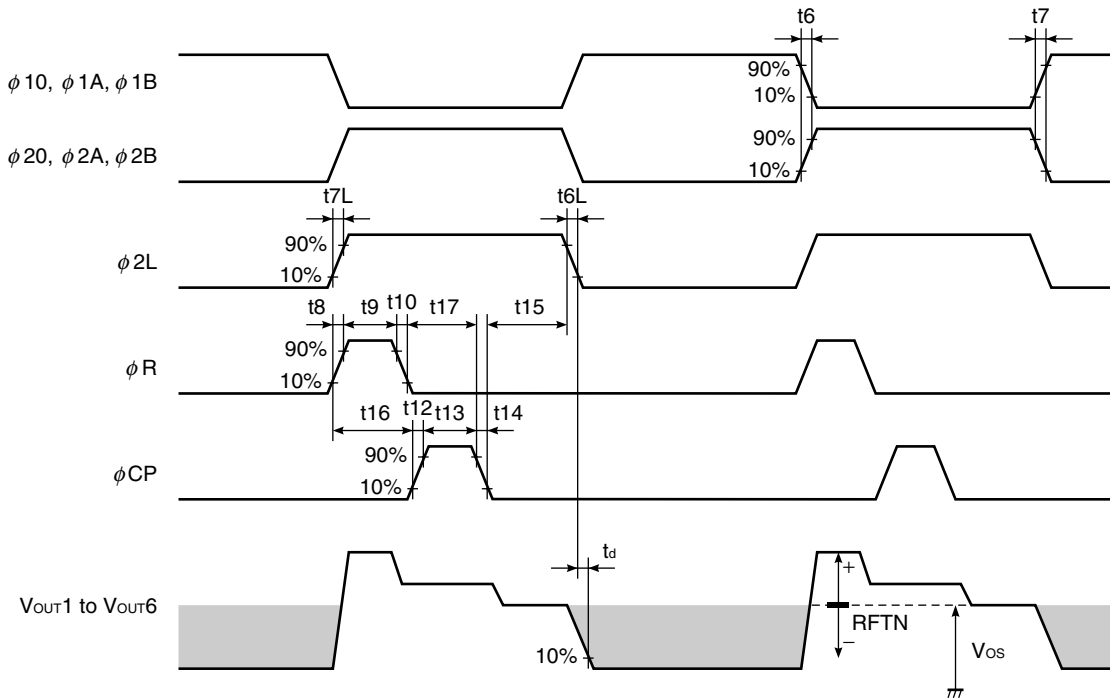 t6 t7
ϕ10, ϕ1A, ϕ1B
90%
10%
ϕ20, ϕ2A, ϕ2B
90%
10%
t7L t6L
ϕ2L
90%
10%
t8 t9 t10 t17 t15
ϕR
90%
10%
t16 t12 t13 t14
ϕCP
90%
10%
td
VOUT1 to VOUT6
+
RFTN
−
10%
VOS